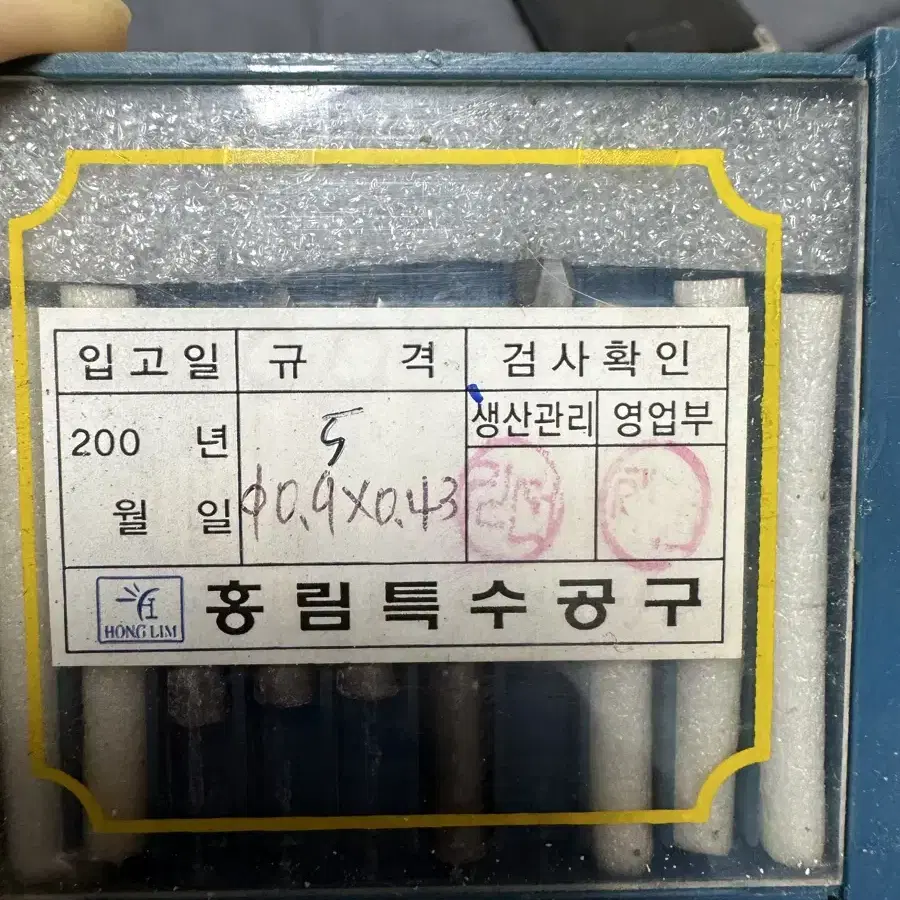 입고일 규격 검사확인
200 년 5 생산관리 영업부
월 일 φ0.9×0.43
HONG LIM 흥림특수공구